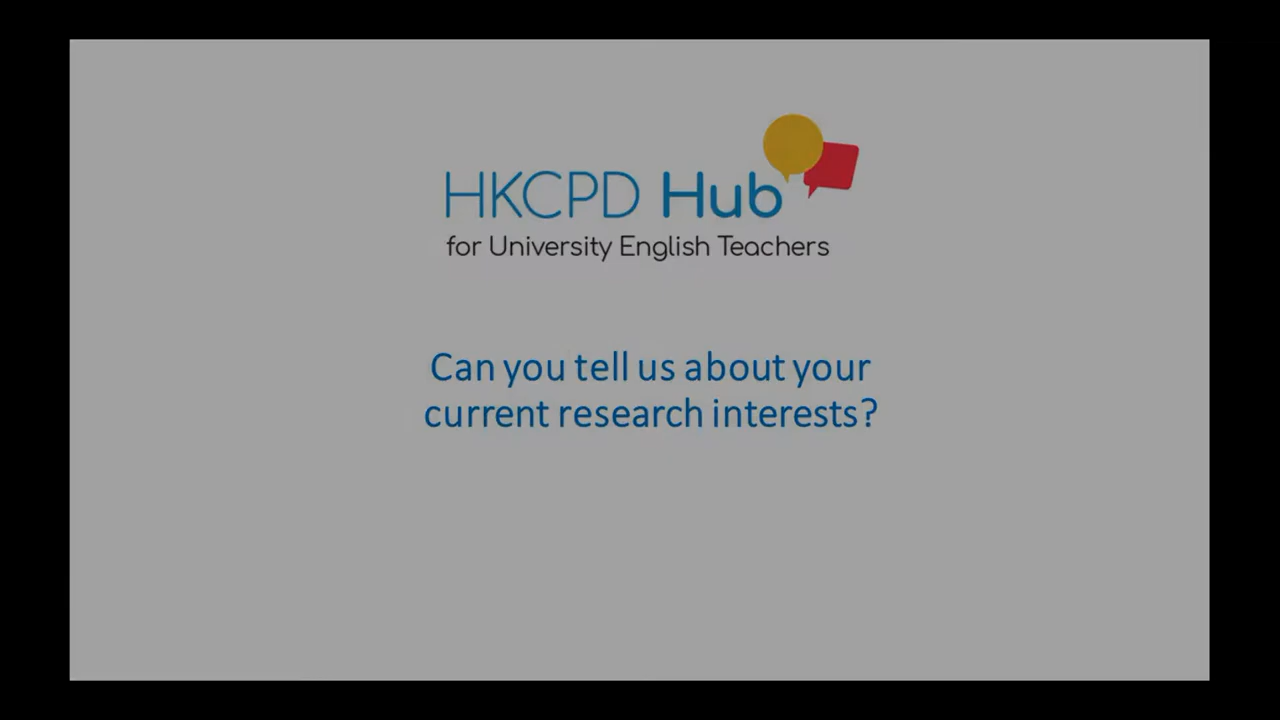 HKCPD Hub
for University English Teachers
Can you tell us about your
current research interests?